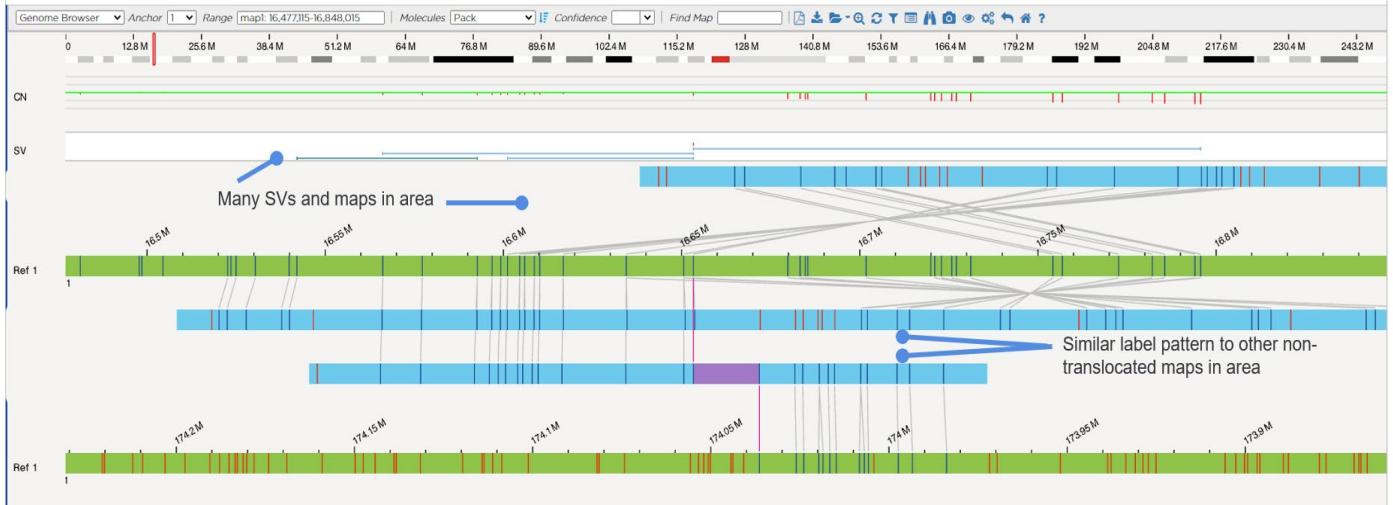 Genome Browser Anchor 1 Range map1: 16,477,115-16,848,015 Molecules Pack Confidence Find Map ?
0 12.8 M 25.6 M 38.4 M 51.2 M 64 M 76.8 M 89.6 M 102.4 M 115.2 M 128 M 140.8 M 153.6 M 166.4 M 179.2 M 192 M 204.8 M 217.6 M 230.4 M 243.2 M
CN
SV
Many SVs and maps in area
16.5 M 16.55 M 16.6 M 16.65 M 16.7 M 16.75 M 16.8 M
Ref 1
1
Similar label pattern to other non-
translocated maps in area
174.2 M 174.15 M 174.1 M 174.05 M 174 M 173.95 M 173.9 M
Ref 1
1